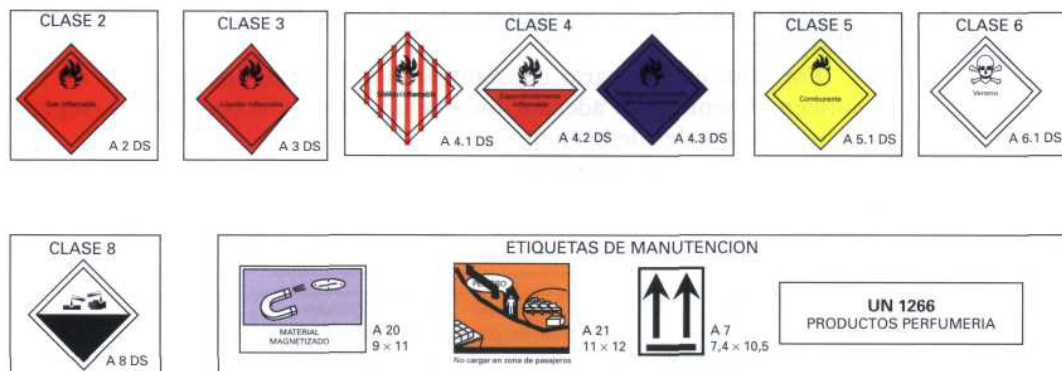 CLASE 2
Gas inflamable
A 2 DS
CLASE 3
Líquido inflamable
A 3 DS
CLASE 4
Sólido inflamable
A 4.1 DS
Espontáneamente
inflamable
A 4.2 DS
A 4.3 DS
CLASE 5
Comburente
A 5.1 DS
CLASE 6
Veneno
A 6.1 DS
CLASE 8
A 8 DS
ETIQUETAS DE MANUTENCION
MATERIAL
MAGNETIZADO
A 20
9 × 11
No cargar en zona de pasajeros
A 21
11 × 12
A 7
7,4 × 10,5
UN 1266
PRODUCTOS PERFUMERIA